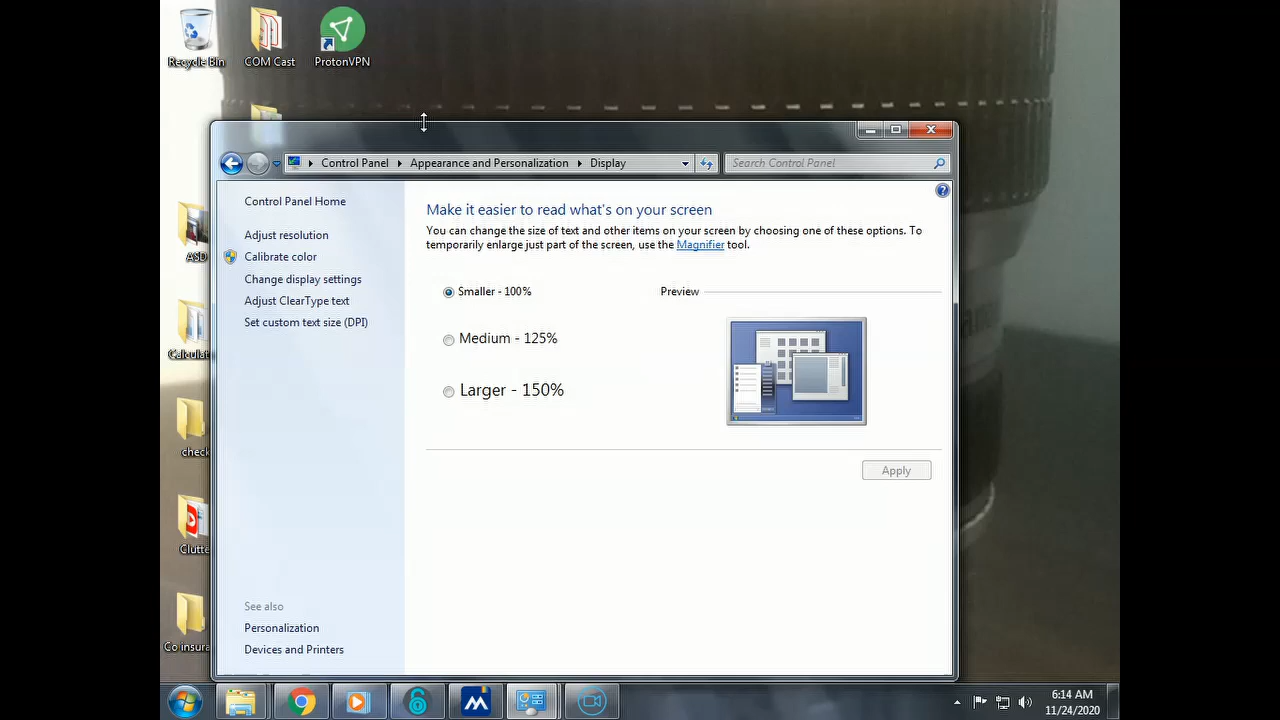 Recycle Bin
COM Cast
ProtonVPN
Control Panel
Appearance and Personalization
Display
Search Control Panel
Control Panel Home
Adjust resolution
Calibrate color
Change display settings
Adjust ClearType text
Set custom text size (DPI)
See also
Personalization
Devices and Printers
Make it easier to read what's on your screen
You can change the size of text and other items on your screen by choosing one of these options. To
temporarily enlarge just part of the screen, use the Magnifier tool.
Smaller - 100%
Preview
Medium - 125%
Larger - 150%
Apply
ASD
Calculat
check
Clutte
Co insura
6:14 AM
11/24/2020